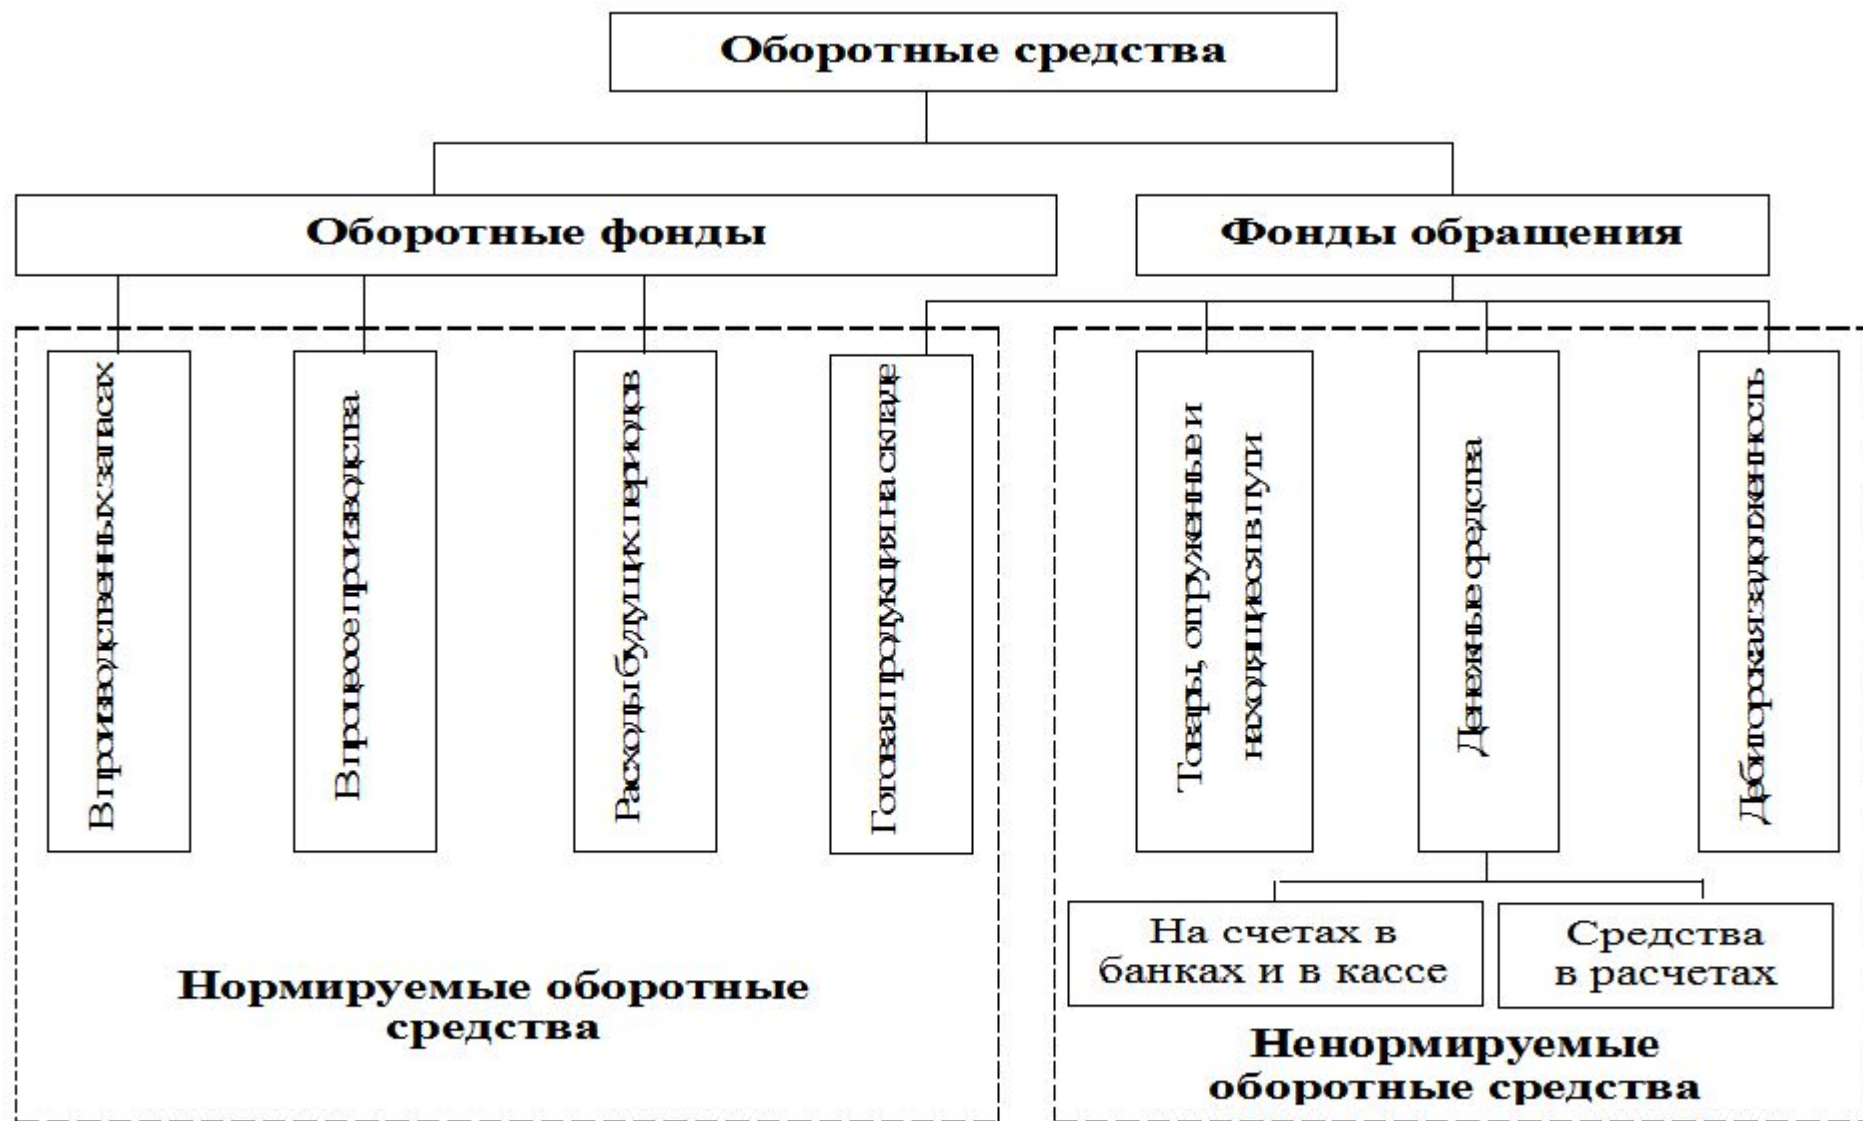 Оборотные средства
Оборотные фонды
Фонды обращения
В производственных запасах
В процессе производства
Расходы будущих периодов
Готовая продукция на складе
Товары, отгруженные и
находящиеся в пути
Денежные средства
Дебиторская задолженность
На счетах в
банках и в кассе
Средства
в расчетах
Нормируемые оборотные
средства
Ненормируемые
оборотные средства